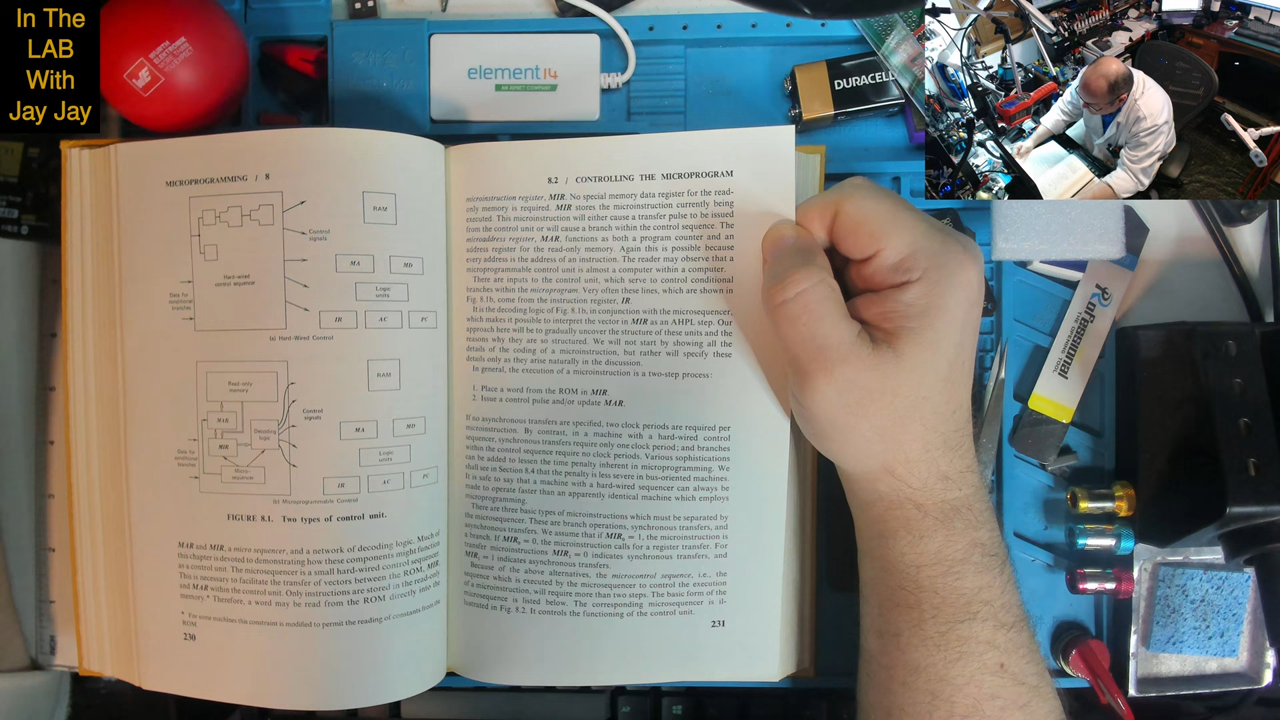 In The
LAB
With
Jay Jay
WURTH
ELEKTRONIK
MORE THAN
YOU EXPECT
element14
AN AVNET COMPANY
DURACELL
Professional
THE OPENING TOOL
MICROPROGRAMMING / 8
RAM
Control
signals
Hard-wired
control sequencer
MA
MD
Logic
units
Data for
conditional
branches
IR
AC
PC
(a) Hard-Wired Control
Read-only
memory
RAM
MAR
Control
signals
MIR
Decoding
logic
MA
MD
Data for
conditional
branches
Logic
units
Micro-
sequencer
IR
AC
PC
(b) Microprogrammable Control
FIGURE 8.1. Two types of control unit.
MAR and MIR, a micro sequencer, and a network of decoding logic. Much of
this chapter is devoted to demonstrating how these components might function
as a control unit. The microsequencer is a small hard-wired control sequencer.
This is necessary to facilitate the transfer of vectors between the ROM, MIR,
and MAR within the control unit. Only instructions are stored in the read-only
memory.* Therefore, a word may be read from the ROM directly into the
* For some machines this constraint is modified to permit the reading of constants from the
ROM.
230
8.2 / CONTROLLING THE MICROPROGRAM
microinstruction register, MIR. No special memory data register for the read-
only memory is required. MIR stores the microinstruction currently being
executed. This microinstruction will either cause a transfer pulse to be issued
from the control unit or will cause a branch within the control sequence. The
microaddress register, MAR, functions as both a program counter and an
address register for the read-only memory. Again this is possible because
every address is the address of an instruction. The reader may observe that a
microprogrammable control unit is almost a computer within a computer.
There are inputs to the control unit, which serve to control conditional
branches within the microprogram. Very often these lines, which are shown in
Fig. 8.1b, come from the instruction register, IR.
It is the decoding logic of Fig. 8.1b, in conjunction with the microsequencer,
which makes it possible to interpret the vector in MIR as an AHPL step. Our
approach here will be to gradually uncover the structure of these units and the
reasons why they are so structured. We will not start by showing all the
details of the coding of a microinstruction, but rather will specify these
details only as they arise naturally in the discussion.
In general, the execution of a microinstruction is a two-step process:
1. Place a word from the ROM in MIR.
2. Issue a control pulse and/or update MAR.
If no asynchronous transfers are specified, two clock periods are required per
microinstruction. By contrast, in a machine with a hard-wired control
sequencer, synchronous transfers require only one clock period; and branches
within the control sequence require no clock periods. Various sophistications
can be added to lessen the time penalty inherent in microprogramming. We
shall see in Section 8.4 that the penalty is less severe in bus-oriented machines.
It is safe to say that a machine with a hard-wired sequencer can always be
made to operate faster than an apparently identical machine which employs
microprogramming.
There are three basic types of microinstructions which must be separated by
the microsequencer. These are branch operations, synchronous transfers, and
asynchronous transfers. We assume that if MIR₀ = 1, the microinstruction is
a branch. If MIR₀ = 0, the microinstruction calls for a register transfer. For
transfer microinstructions MIR₁ = 0 indicates synchronous transfers, and
MIR₁ = 1 indicates asynchronous transfers.
Because of the above alternatives, the microcontrol sequence, i.e., the
sequence which is executed by the microsequencer to control the execution
of a microinstruction, will require more than two steps. The basic form of the
microsequence is listed below. The corresponding microsequencer is il-
lustrated in Fig. 8.2. It controls the functioning of the control unit.
231